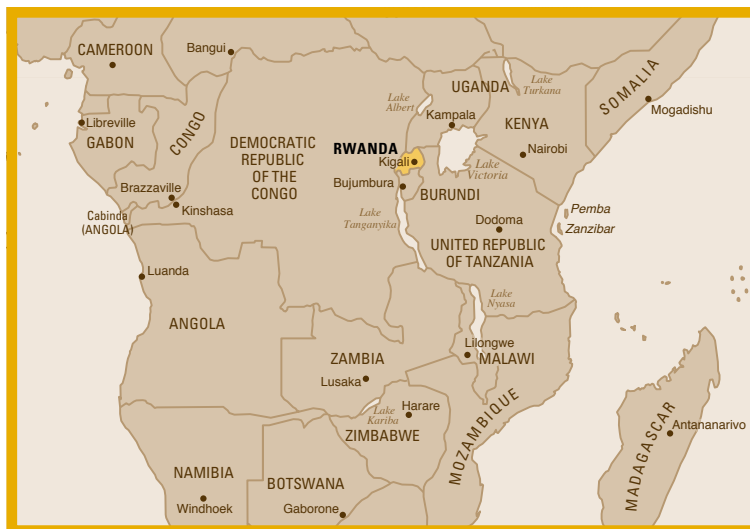 CAMEROON
Bangui
SOMALIA
Lake
Turkana
UGANDA
Lake
Albert
Mogadishu
Kampala
KENYA
Libreville
GABON
CONGO
DEMOCRATIC
REPUBLIC
OF THE
CONGO
RWANDA
Kigali
Nairobi
Lake
Victoria
Bujumbura
BURUNDI
Brazzaville
Kinshasa
Cabinda
(ANGOLA)
Lake
Tanganyika
Dodoma
Pemba
Zanzibar
UNITED REPUBLIC
OF TANZANIA
Luanda
Lake
Nyasa
ANGOLA
Lilongwe
MALAWI
ZAMBIA
Lusaka
Lake
Kariba
Harare
ZIMBABWE
MOZAMBIQUE
MADAGASCAR
Antananarivo
NAMIBIA
Windhoek
BOTSWANA
Gaborone